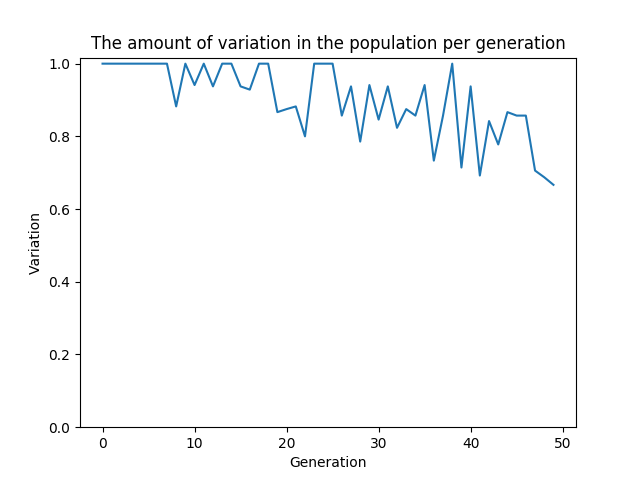 The amount of variation in the population per generation
1.0
0.8
0.6
0.4
0.2
0.0
Variation
0 10 20 30 40 50
Generation